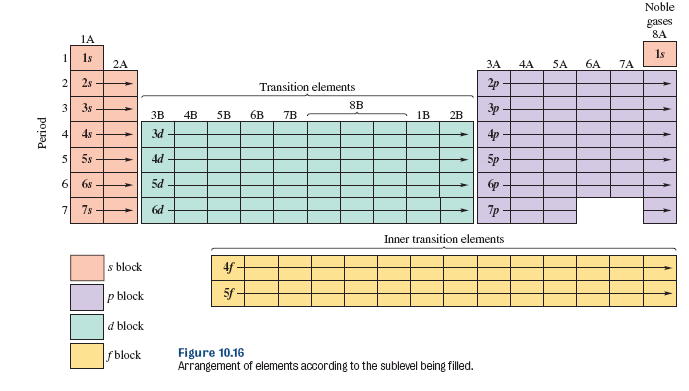 Noble
gases
1A 8A
1 1s 2A 3A 4A 5A 6A 7A 1s
2 2s Transition elements 2p
3 3s 3B 4B 5B 6B 7B 8B 1B 2B 3p
4 4s 3d 4p
5 5s 4d 5p
6 6s 5d 6p
7 7s 6d 7p
Period
Inner transition elements
4f
5f
s block
p block
d block
f block
Figure 10.16
Arrangement of elements according to the sublevel being filled.